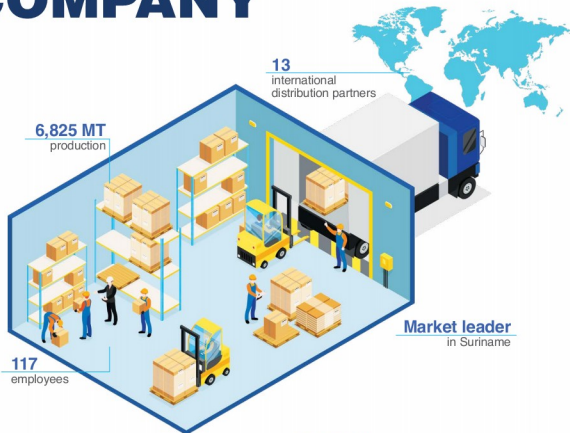 COMPANY
13
international
distribution partners
6,825 MT
production
Market leader
in Suriname
117
employees